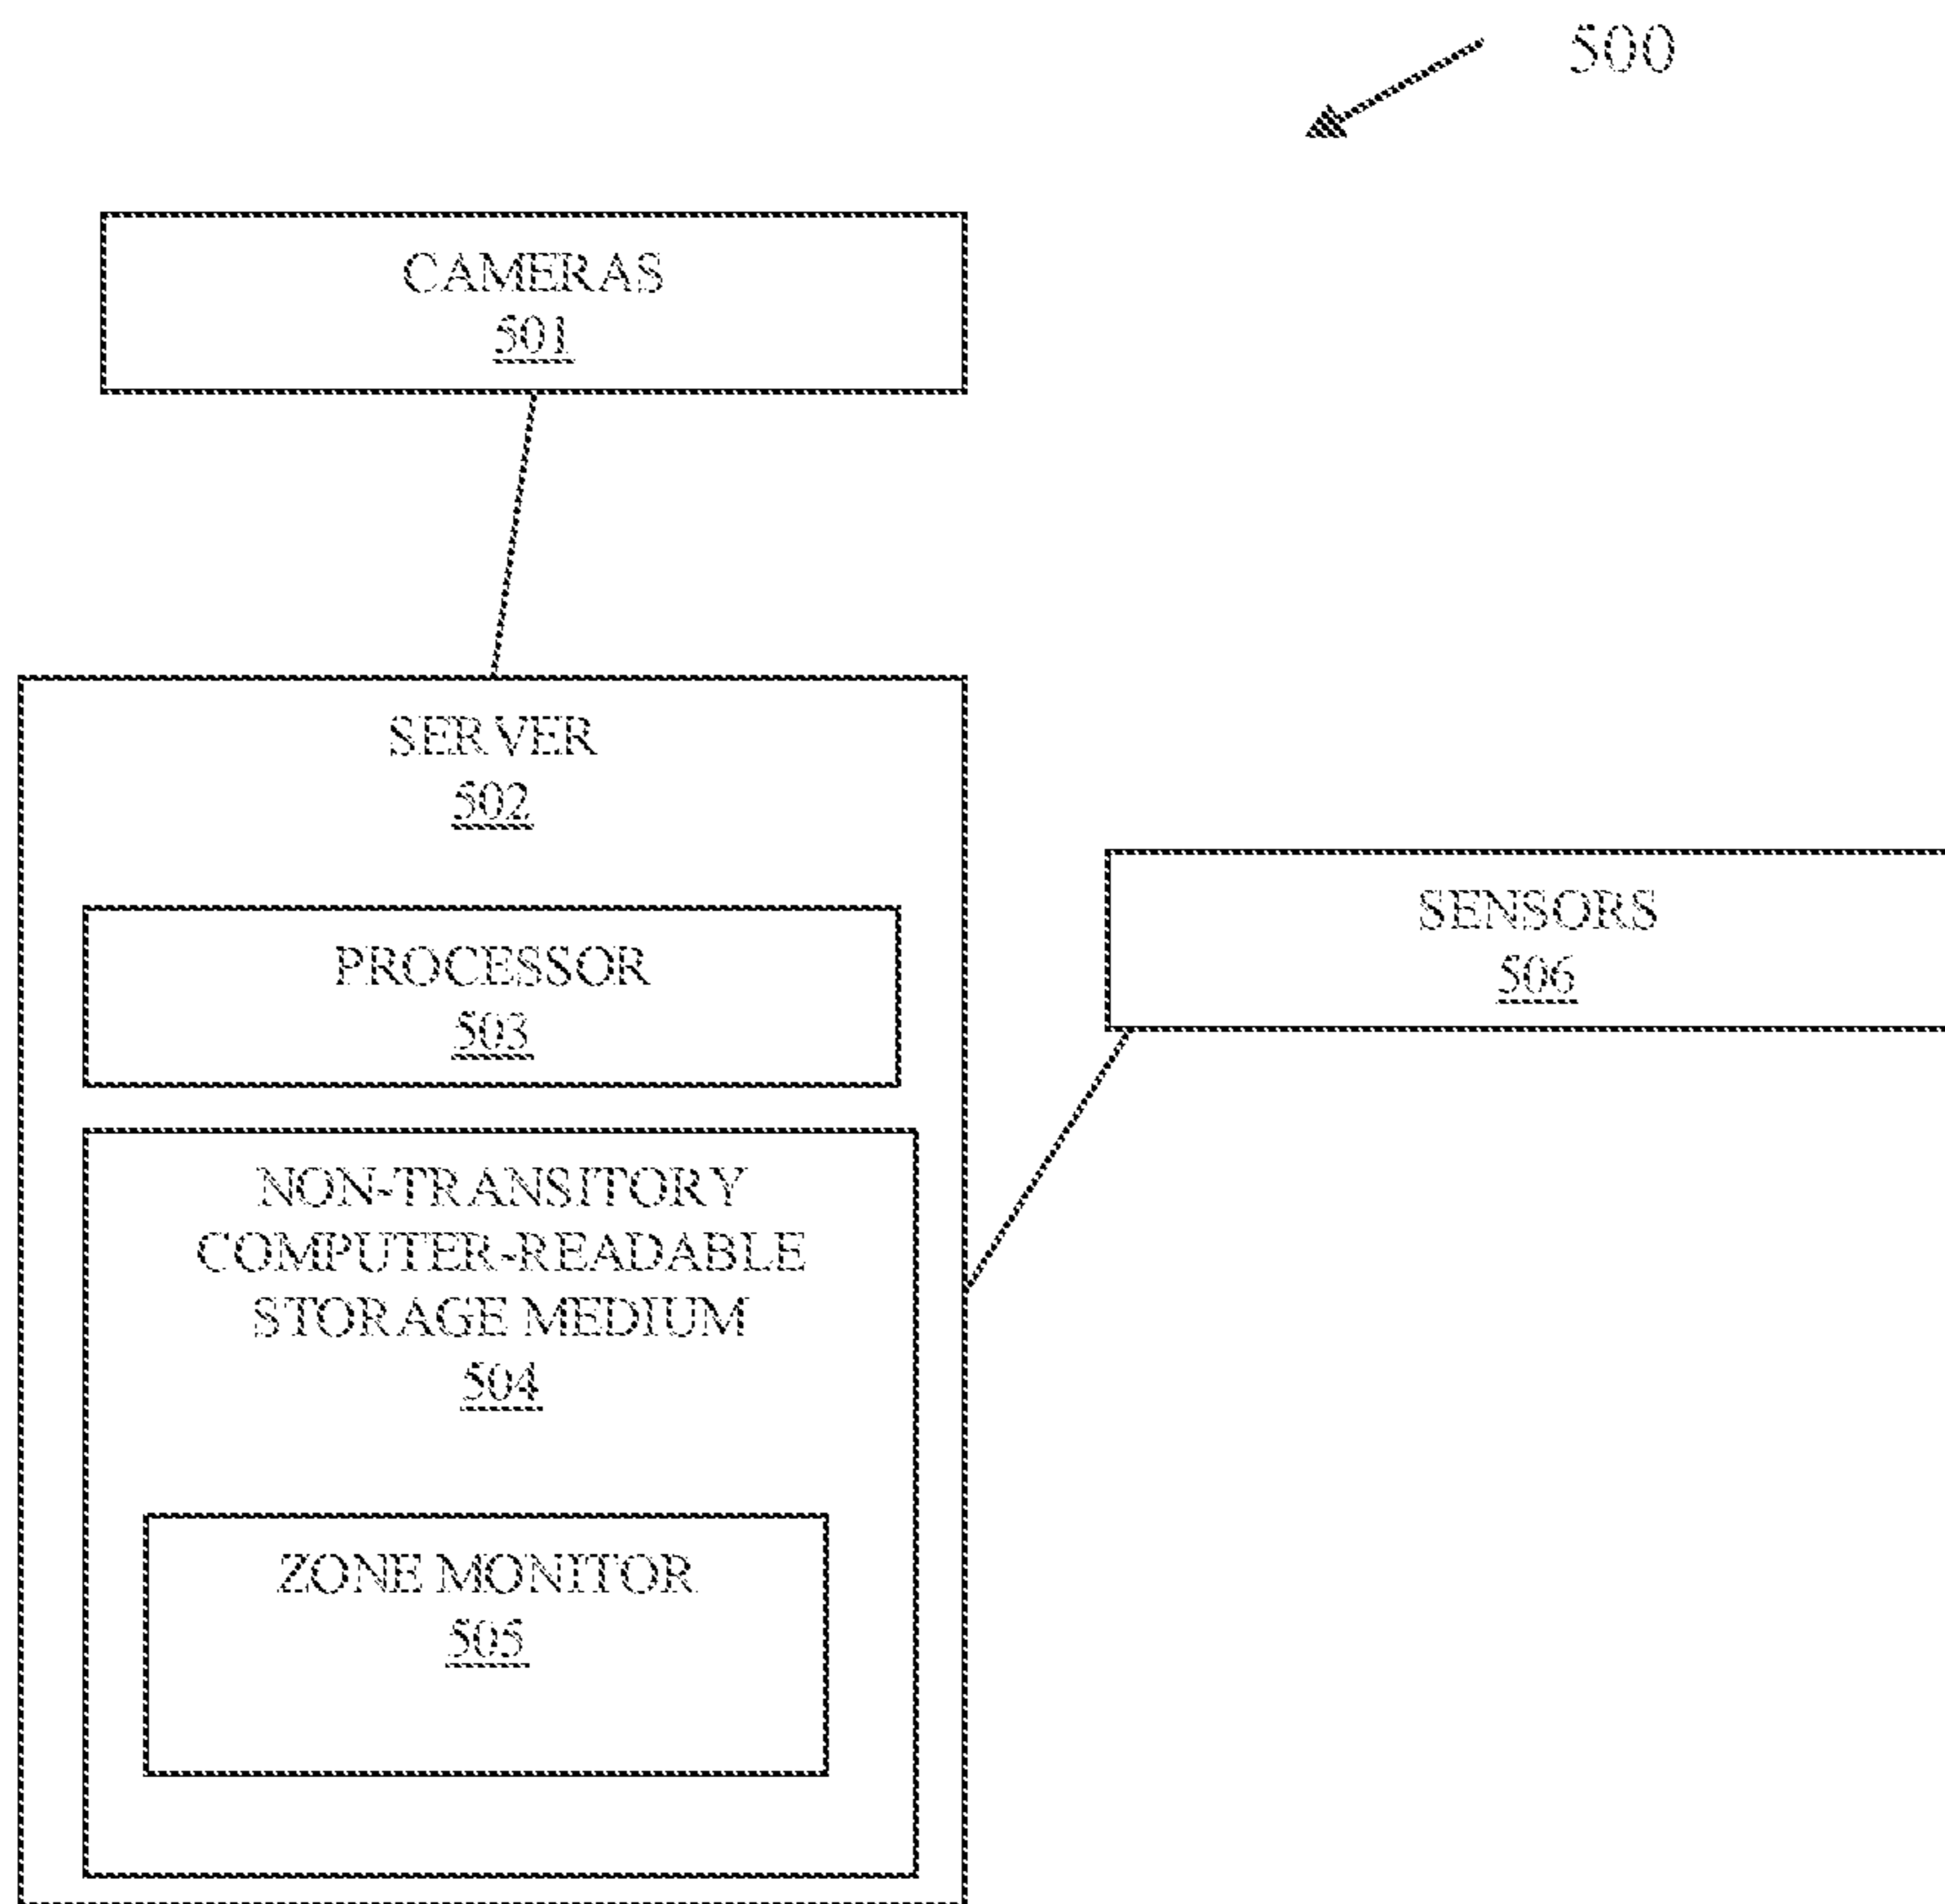 500
CAMERAS
501
SERVER
502
PROCESSOR
503
SENSORS
506
NON-TRANSITORY
COMPUTER-READABLE
STORAGE MEDIUM
504
ZONE MONITOR
505